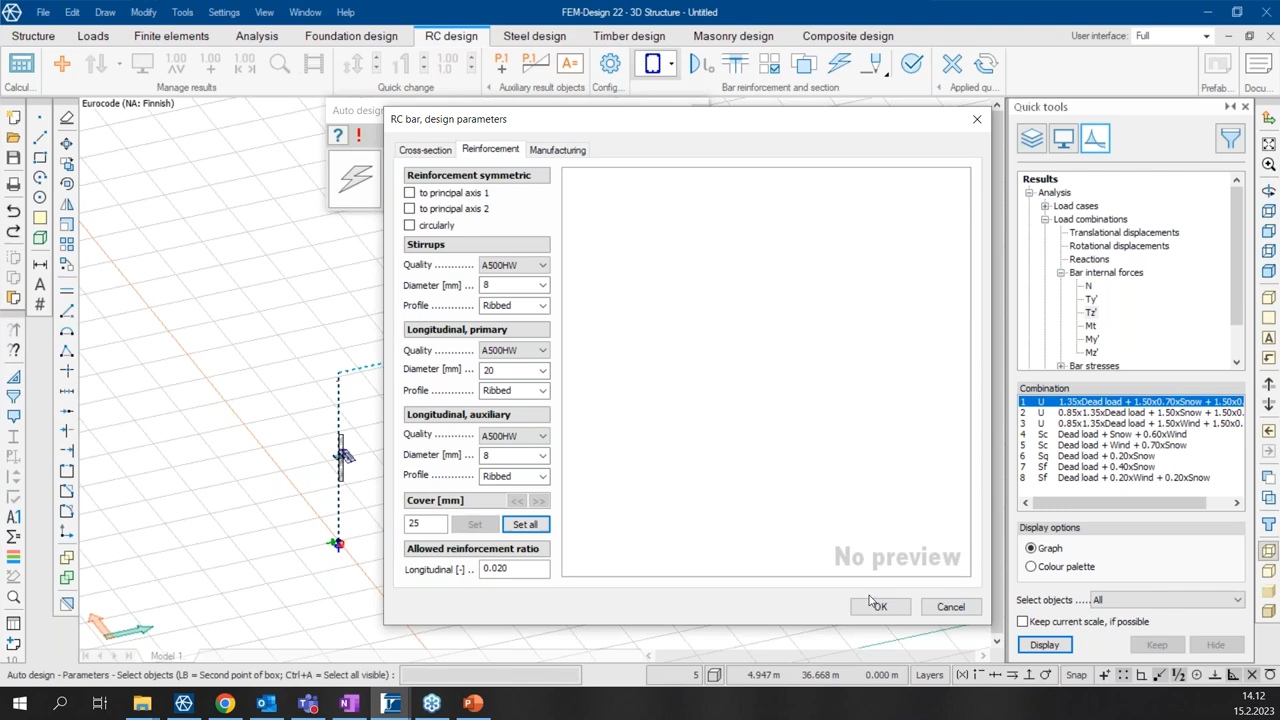 File Edit Draw Modify Tools Settings View Window Help
FEM-Design 22 - 3D Structure - Untitled
Structure Loads Finite elements Analysis Foundation design RC design Steel design Timber design Masonry design Composite design
User interface: Full
Calcul... Manage results Quick change Auxiliary result objects Config... Bar reinforcement and section Applied qu... Prefab... Docu...
Eurocode (NA: Finnish)
Auto design
RC bar, design parameters
Cross-section Reinforcement Manufacturing
Reinforcement symmetric
to principal axis 1
to principal axis 2
circularly
Stirrups
Quality ............ A500HW
Diameter [mm] .. 8
Profile .............. Ribbed
Longitudinal, primary
Quality ............ A500HW
Diameter [mm] .. 20
Profile .............. Ribbed
Longitudinal, auxiliary
Quality ............ A500HW
Diameter [mm] .. 8
Profile .............. Ribbed
Cover [mm] << >>
25 Set Set all
Allowed reinforcement ratio
Longitudinal [-] .. 0.020
No preview
OK Cancel
Quick tools
Results
Analysis
Load cases
Load combinations
Translational displacements
Rotational displacements
Reactions
Bar internal forces
N
Ty'
Tz'
Mt
My'
Mz'
Bar stresses
Combination
1 U 1.35xDead load + 1.50x0.70xSnow + 1.50x0.
2 U 0.85x1.35xDead load + 1.50xSnow + 1.50x0.
3 U 0.85x1.35xDead load + 1.50xWind + 1.50x0.
4 Sc Dead load + Snow + 0.60xWind
5 Sc Dead load + Wind + 0.70xSnow
6 Sq Dead load + 0.20xSnow
7 Sf Dead load + 0.40xSnow
8 Sf Dead load + 0.20xWind + 0.20xSnow
Display options
Graph
Colour palette
Select objects .... All
Keep current scale, if possible
Display Keep Hide
Model 1
Auto design - Parameters - Select objects (LB = Second point of box; Ctrl+A = Select all visible) : 5 4.947 m 36.668 m 0.000 m Layers Snap
14.12
15.2.2023